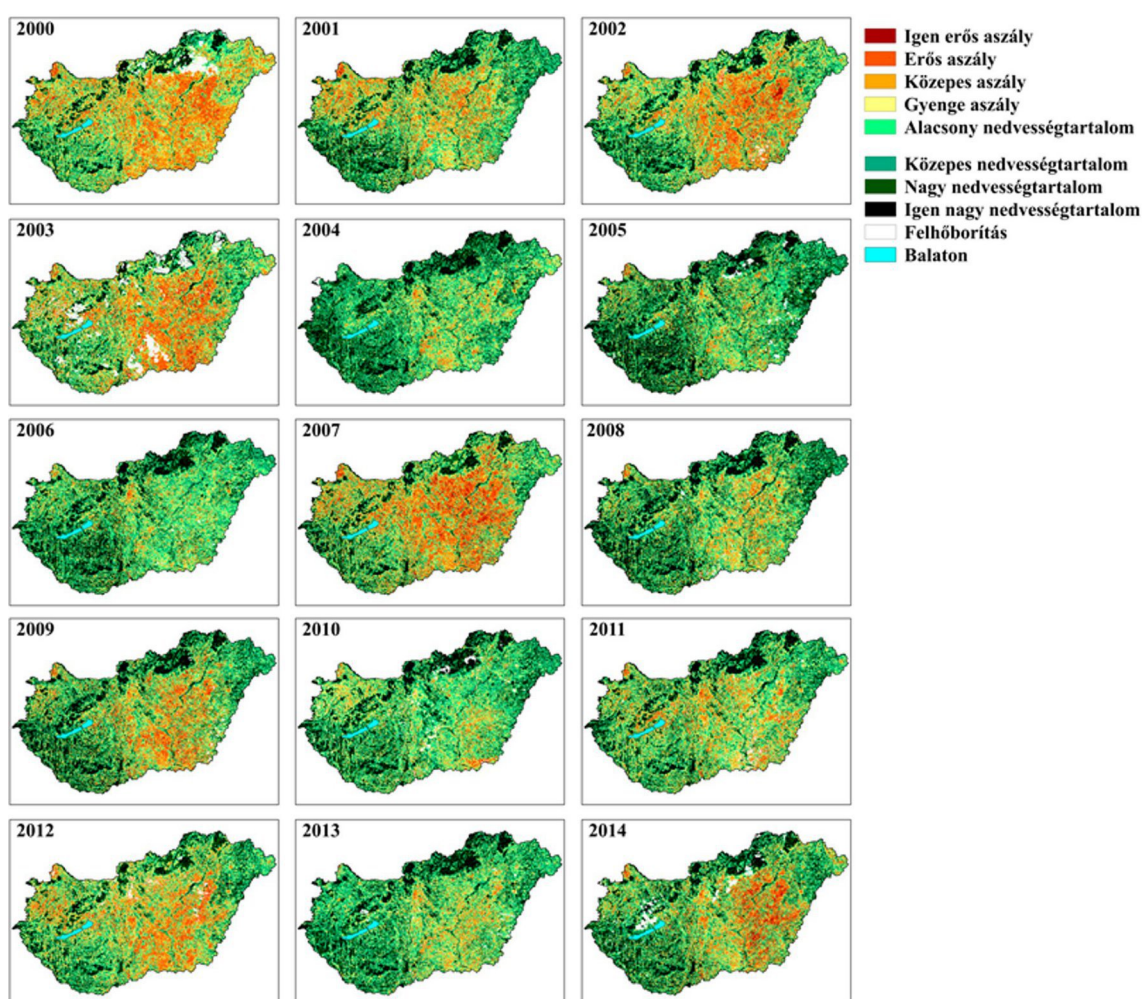 2000
2001
2002
Igen erős aszály
Erős aszály
Közepes aszály
Gyenge aszály
Alacsony nedvességtartalom
Közepes nedvességtartalom
Nagy nedvességtartalom
Igen nagy nedvességtartalom
Felhőborítás
Balaton
2003
2004
2005
2006
2007
2008
2009
2010
2011
2012
2013
2014